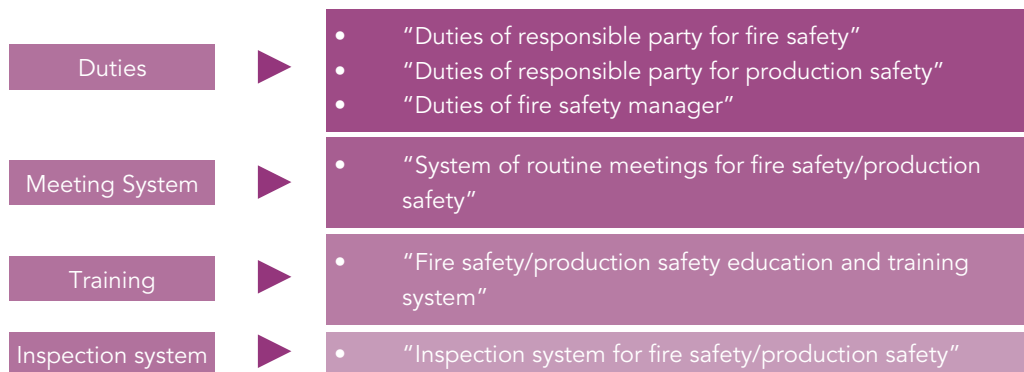 Duties
• “Duties of responsible party for fire safety”
• “Duties of responsible party for production safety”
• “Duties of fire safety manager”
Meeting System
• “System of routine meetings for fire safety/production
safety”
Training
• “Fire safety/production safety education and training
system”
Inspection system
• “Inspection system for fire safety/production safety”